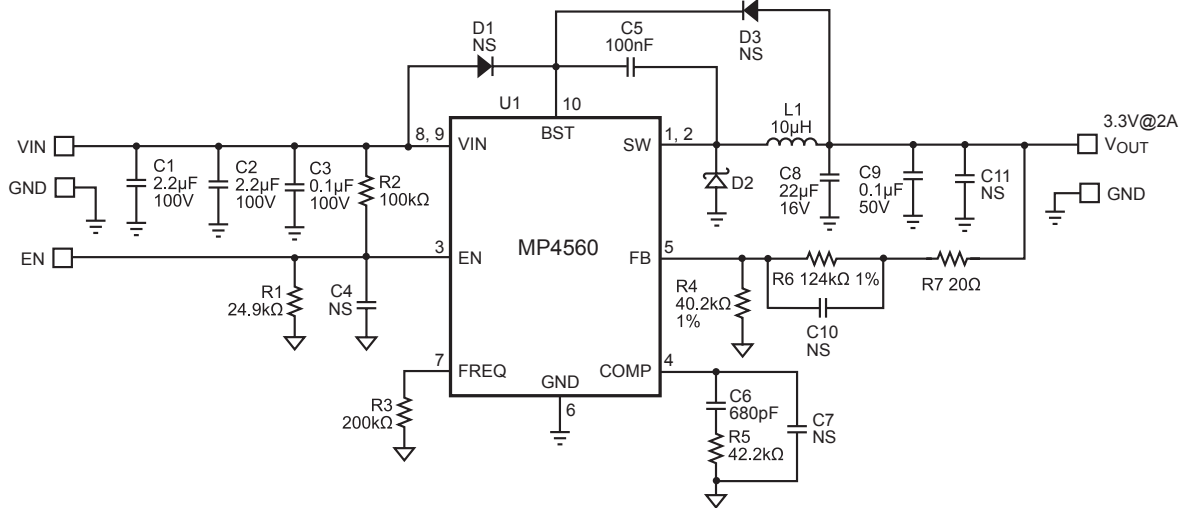 D1
NS
C5
100nF
D3
NS
U1
10
BST
8, 9
VIN
1, 2
SW
L1
10µH
3.3V@2A
VOUT
VIN
GND
C1
2.2µF
100V
C2
2.2µF
100V
C3
0.1µF
100V
R2
100kΩ
D2
C8
22µF
16V
C9
0.1µF
50V
C11
NS
GND
EN
3
EN
MP4560
5
FB
R1
24.9kΩ
C4
NS
R4
40.2kΩ
1%
R6 124kΩ 1%
C10
NS
R7 20Ω
7
FREQ
R3
200kΩ
GND
6
COMP
4
C6
680pF
R5
42.2kΩ
C7
NS